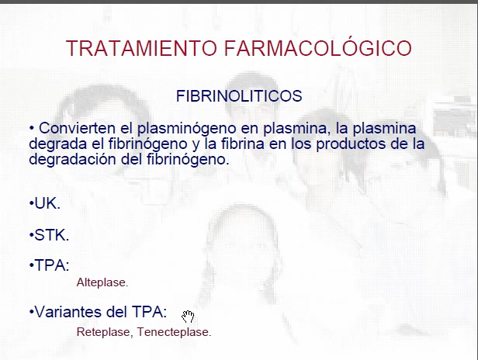 TRATAMIENTO FARMACOLÓGICO
FIBRINOLITICOS
• Convierten el plasminógeno en plasmina, la plasmina
degrada el fibrinógeno y la fibrina en los productos de la
degradación del fibrinógeno.
•UK.
•STK.
•TPA:
Alteplase.
•Variantes del TPA:
Reteplase, Tenecteplase.